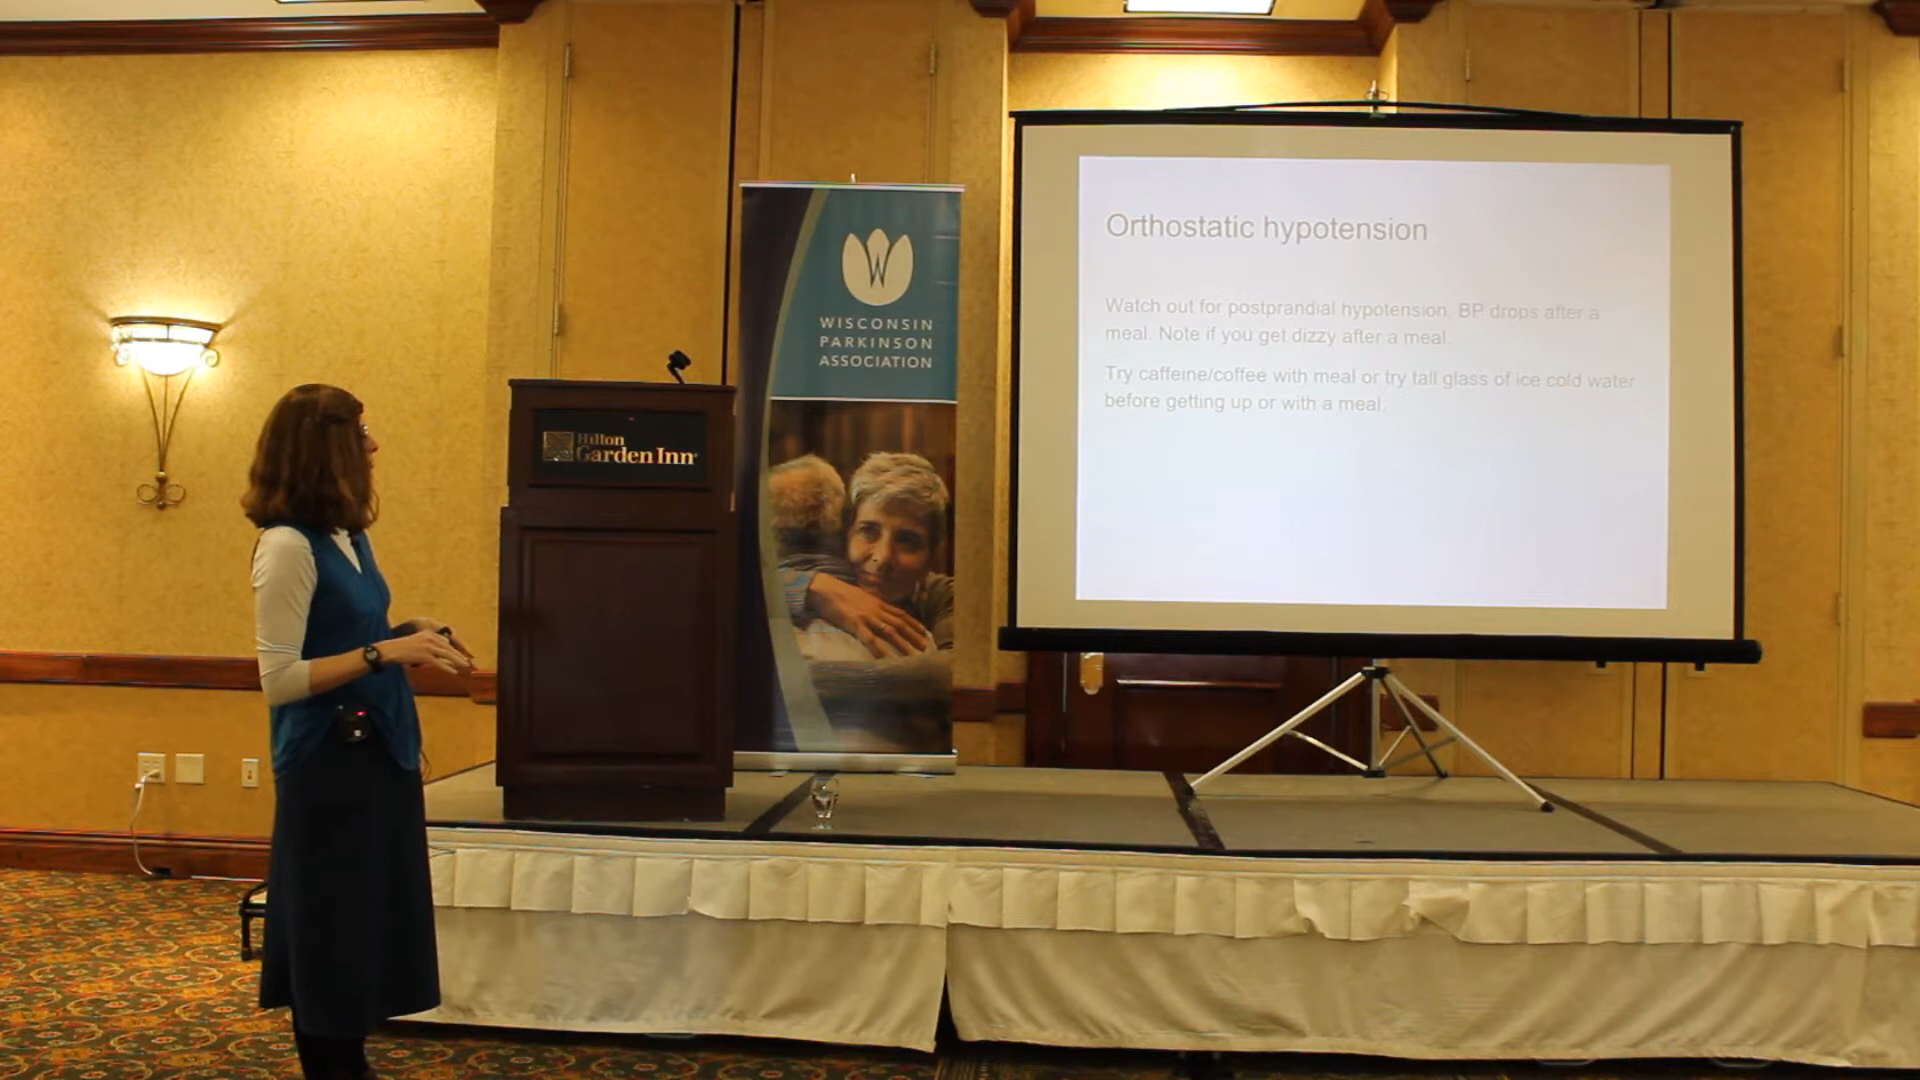 WISCONSIN
PARKINSON
ASSOCIATION
Hilton
Garden Inn
Orthostatic hypotension
Watch out for postprandial hypotension. BP drops after a
meal. Note if you get dizzy after a meal.
Try caffeine/coffee with meal or try tall glass of ice cold water
before getting up or with a meal.